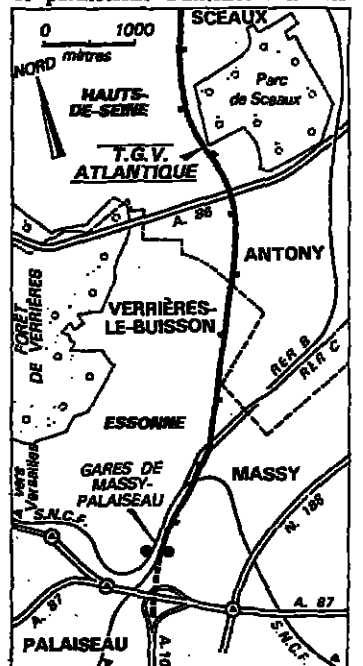 SCEAUX
0 1000
mètres
NORD
Parc
de Sceaux
HAUTS-
DE-SEINE
T.G.V.
ATLANTIQUE
A. 86
ANTONY
VERRIÈRES-
LE-BUISSON
FORÊT
DE VERRIÈRES
RER B
RER C
ESSONNE
GARES DE
MASSY-
PALAISEAU
MASSY
vers
Versailles
S.N.C.F.
N. 188
A. 87
A. 87
S.N.C.F.
PALAISEAU
A. 10